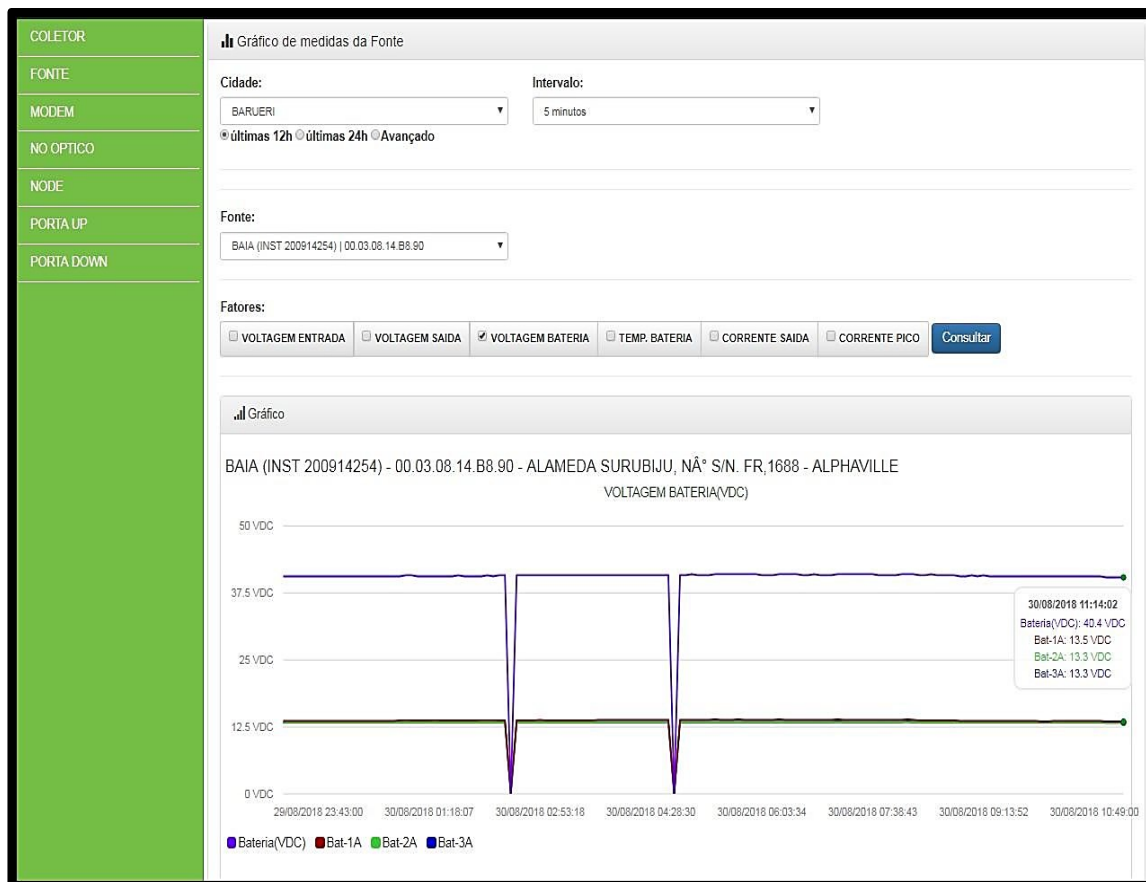 COLETOR
FONTE
MODEM
NO OPTICO
NODE
PORTA UP
PORTA DOWN
Gráfico de medidas da Fonte
Cidade:
Intervalo:
BARUERI
5 minutos
últimas 12h últimas 24h Avançado
Fonte:
BAIA (INST 200914254) | 00.03.08.14.B8.90
Fatores:
VOLTAGEM ENTRADA VOLTAGEM SAIDA VOLTAGEM BATERIA TEMP. BATERIA CORRENTE SAIDA CORRENTE PICO Consultar
Gráfico
BAIA (INST 200914254) - 00.03.08.14.B8.90 - ALAMEDA SURUBIJU, NÂ° S/N. FR,1688 - ALPHAVILLE
VOLTAGEM BATERIA(VDC)
50 VDC
37.5 VDC
25 VDC
12.5 VDC
0 VDC
30/08/2018 11:14:02
Bateria(VDC): 40.4 VDC
Bat-1A: 13.5 VDC
Bat-2A: 13.3 VDC
Bat-3A: 13.3 VDC
29/08/2018 23:43:00 30/08/2018 01:18:07 30/08/2018 02:53:18 30/08/2018 04:28:30 30/08/2018 06:03:34 30/08/2018 07:38:43 30/08/2018 09:13:52 30/08/2018 10:49:00
Bateria(VDC) Bat-1A Bat-2A Bat-3A